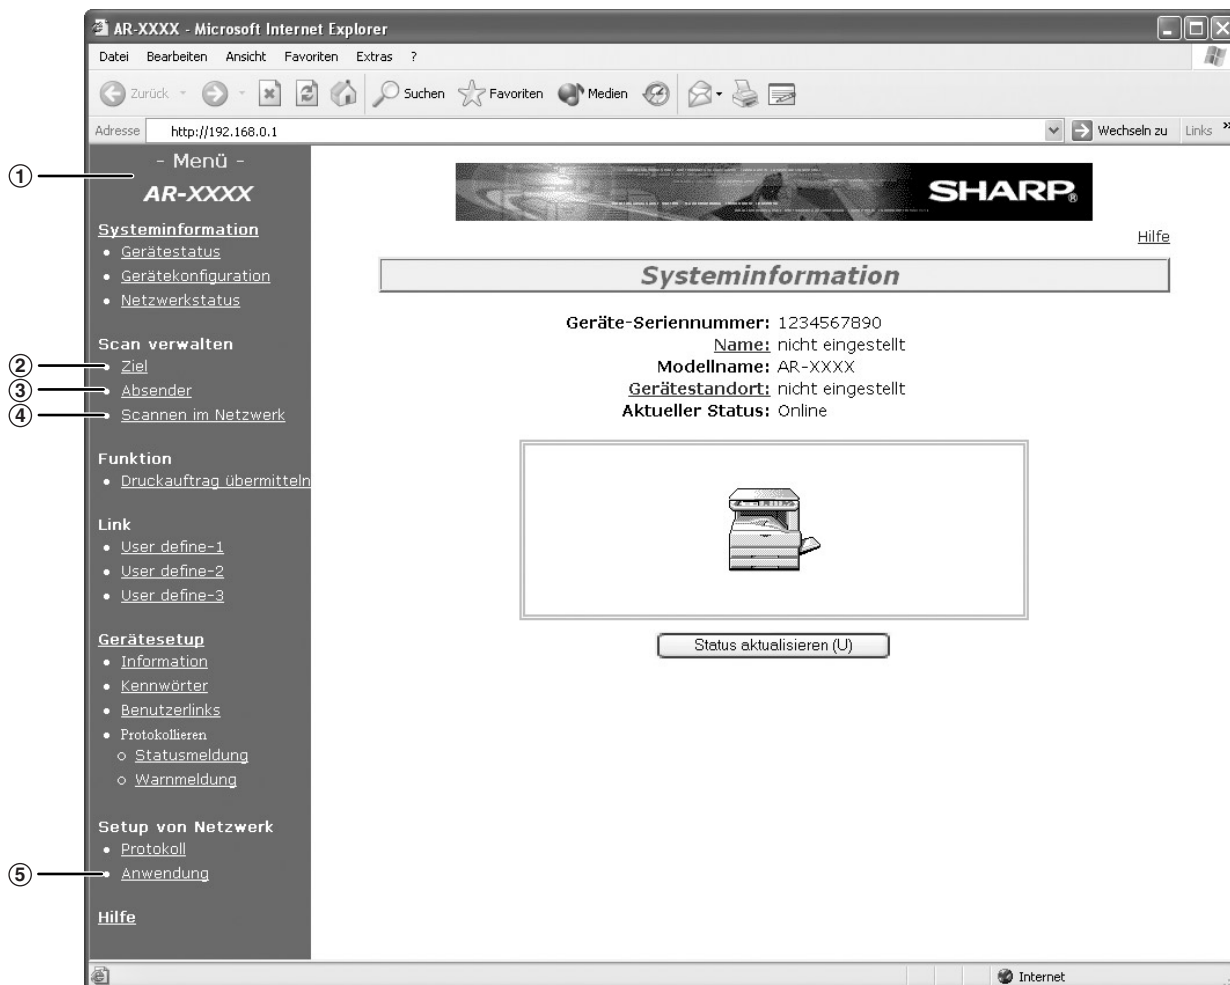 AR-XXXX - Microsoft Internet Explorer
Datei Bearbeiten Ansicht Favoriten Extras ?
Zurück Suchen Favoriten Medien
Adresse http://192.168.0.1 Wechseln zu Links »
① - Menü -
AR-XXXX
SHARP®
Hilfe
Systeminformation
• Gerätestatus
• Gerätekonfiguration
• Netzwerkstatus
Scan verwalten
② • Ziel
③ • Absender
④ • Scannen im Netzwerk
Funktion
• Druckauftrag übermitteln
Link
• User define-1
• User define-2
• User define-3
Gerätesetup
• Information
• Kennwörter
• Benutzerlinks
• Protokollieren
○ Statusmeldung
○ Warnmeldung
Setup von Netzwerk
• Protokoll
⑤ • Anwendung
Hilfe
Systeminformation
Geräte-Seriennummer: 1234567890
Name: nicht eingestellt
Modellname: AR-XXXX
Gerätestandort: nicht eingestellt
Aktueller Status: Online
Status aktualisieren (U)
Internet